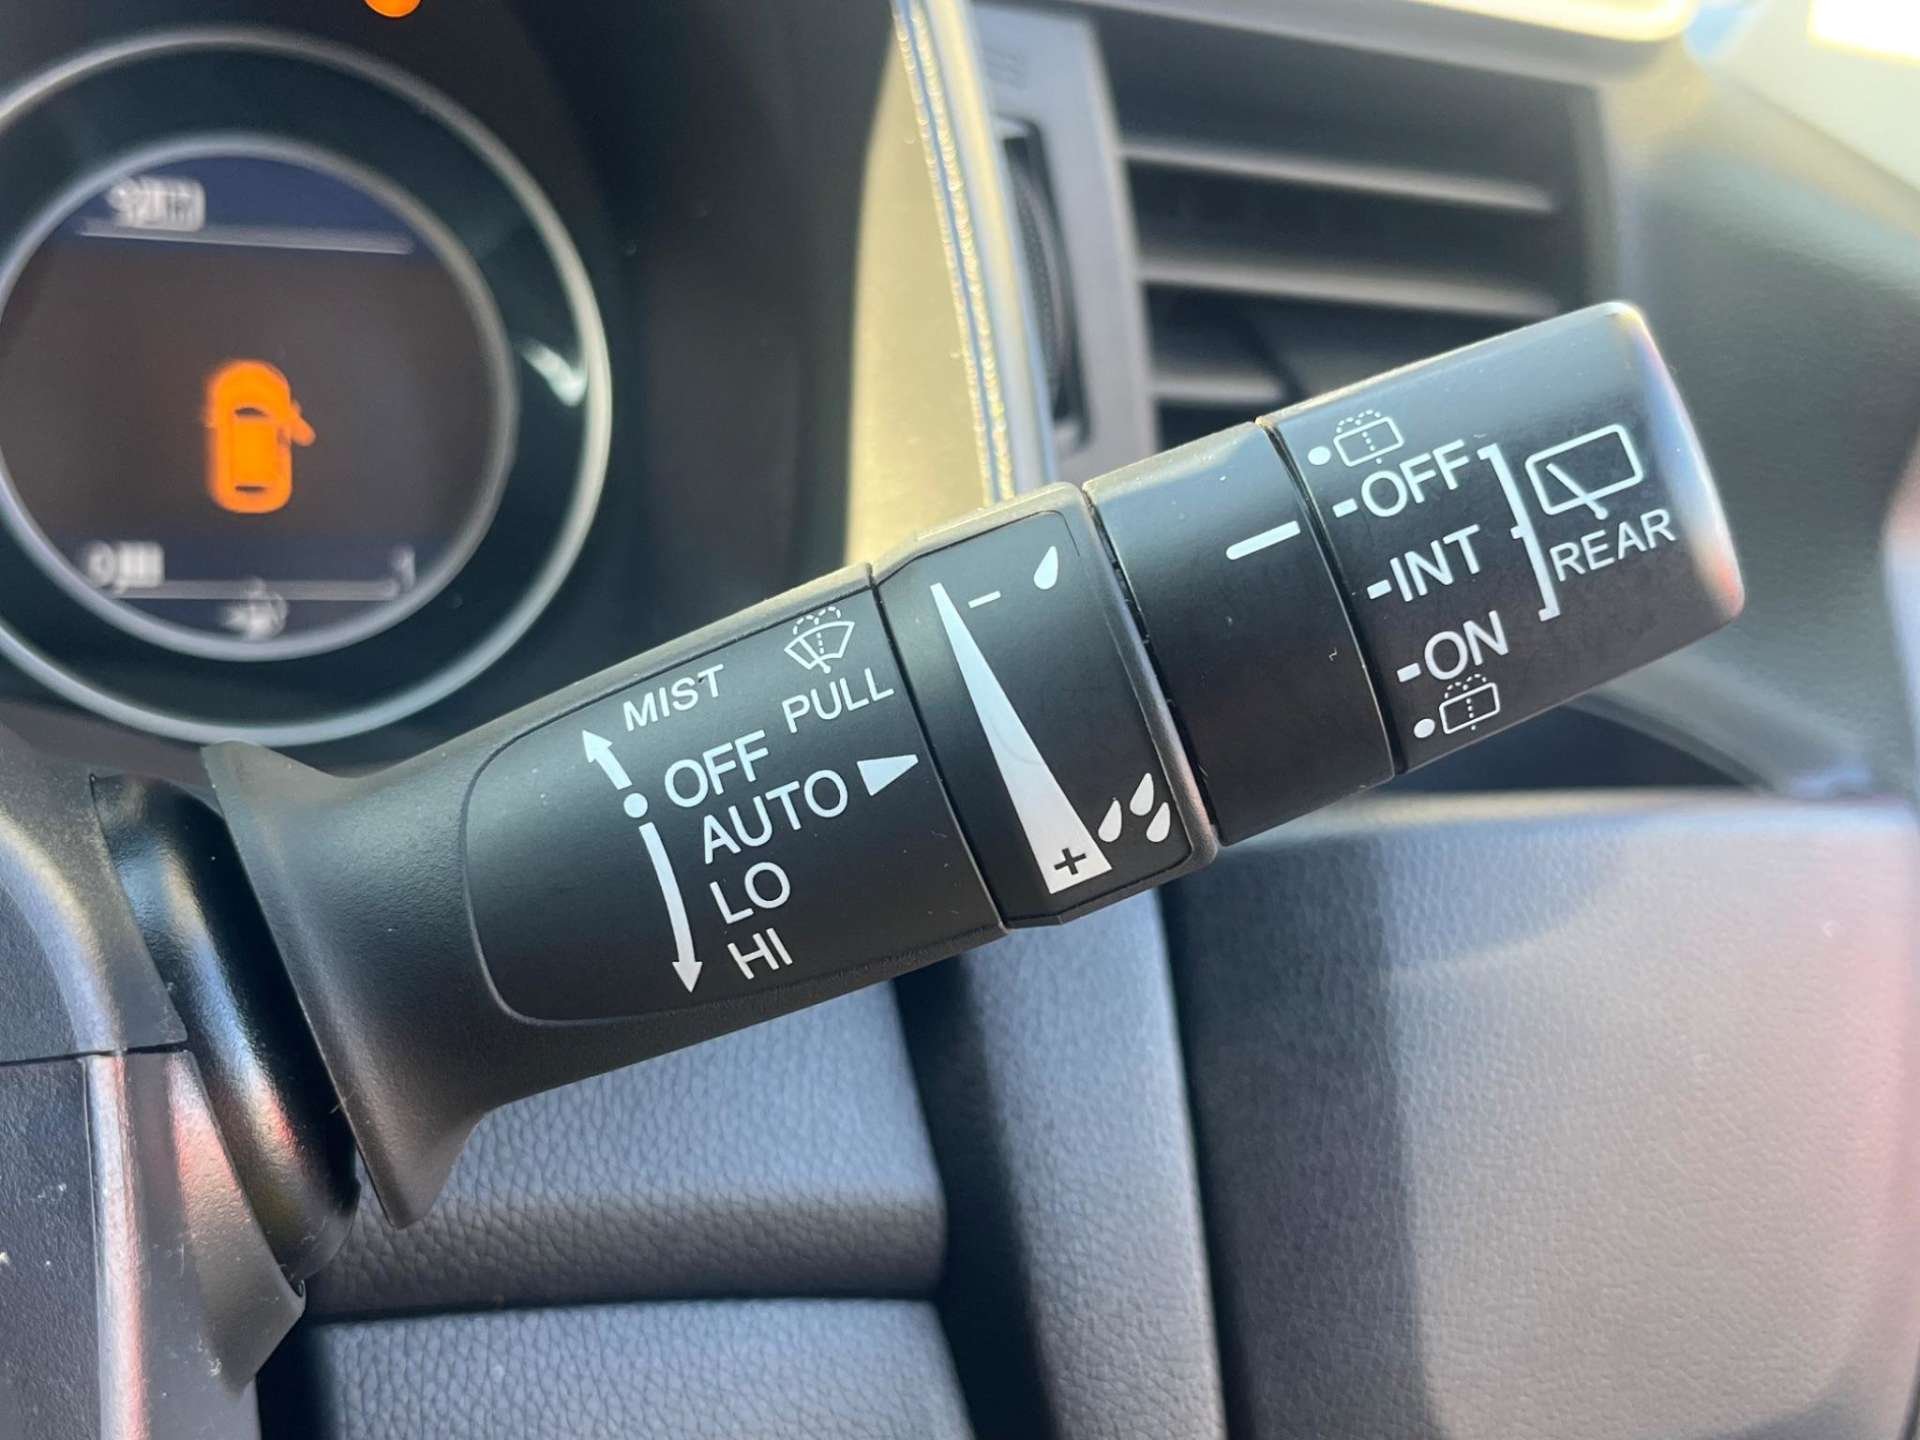 MIST
PULL
OFF
AUTO
LO
HI
−
+
OFF
INT
ON
REAR